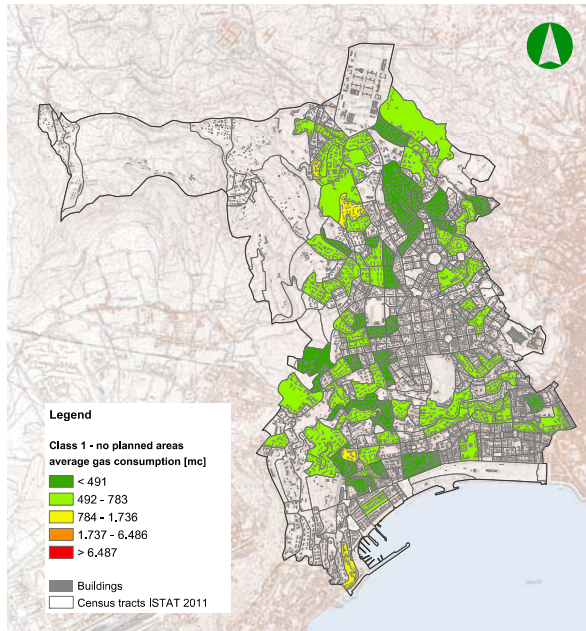 Legend
Class 1 - no planned areas
average gas consumption [mc]
< 491
492 - 783
784 - 1.736
1.737 - 6.486
> 6.487
Buildings
Census tracts ISTAT 2011